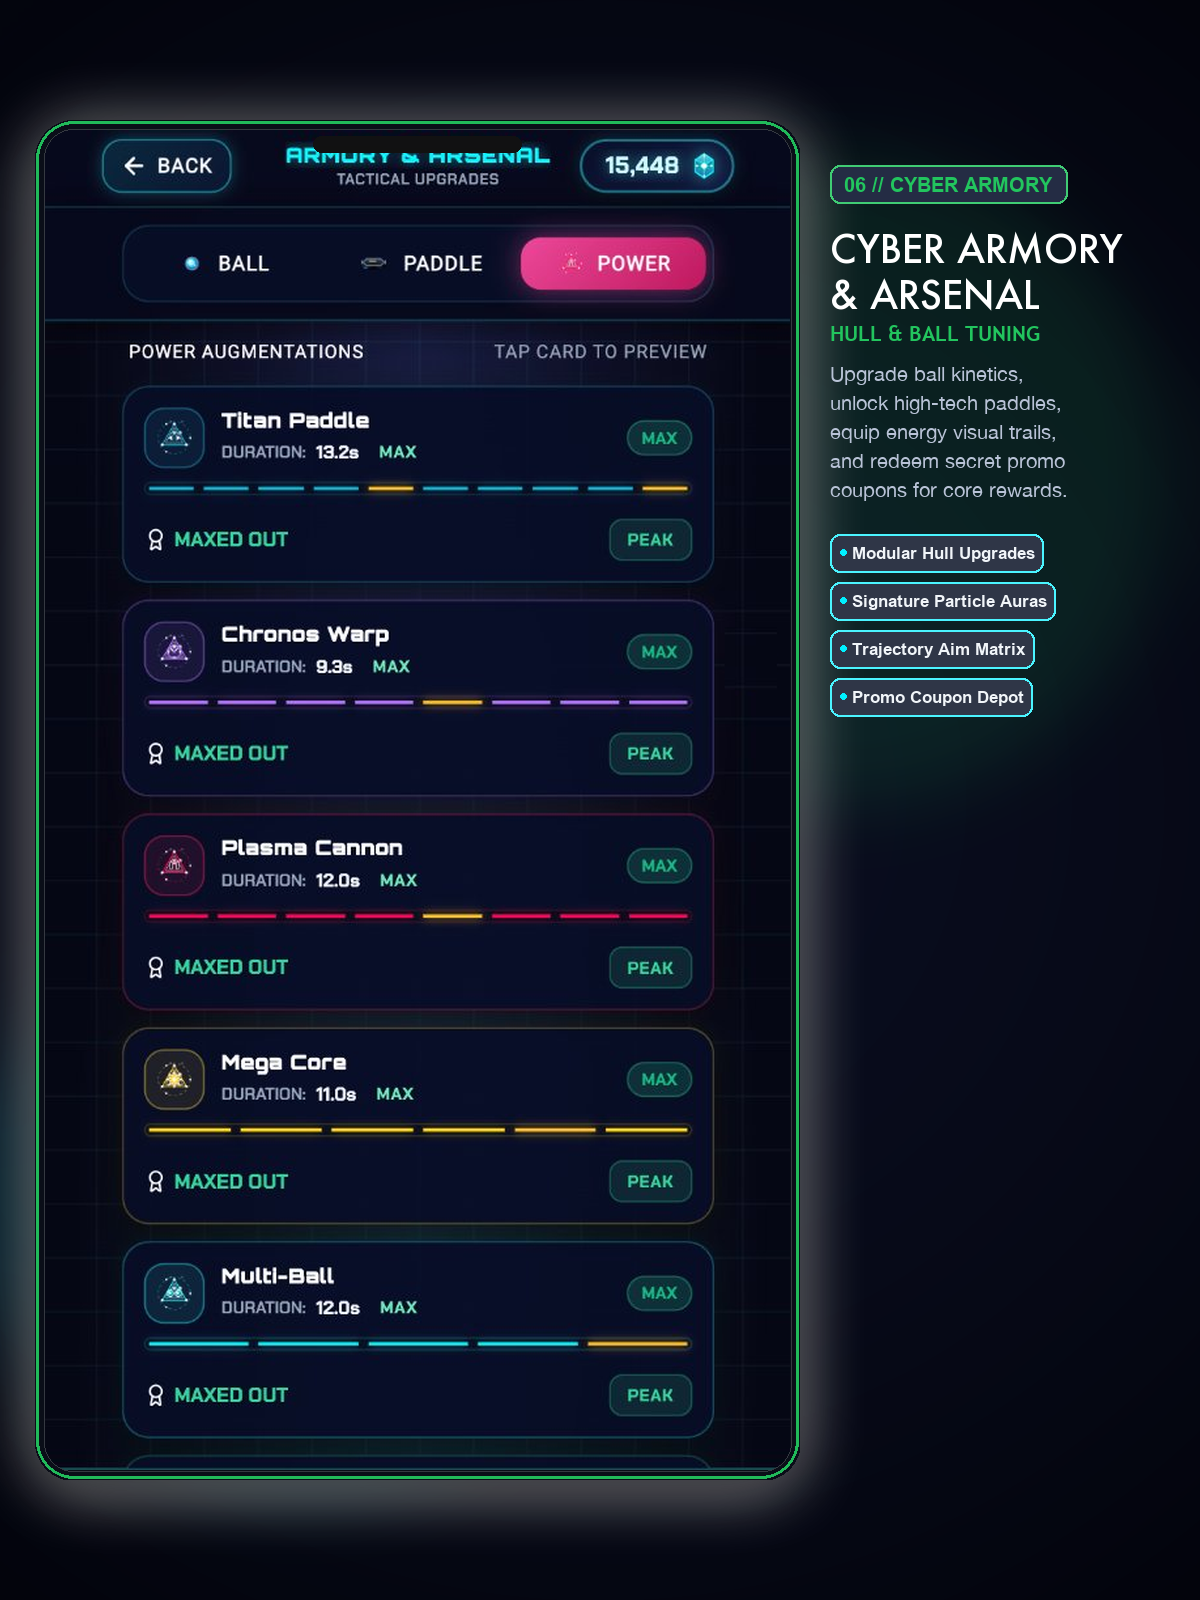 BACK
ARMORY & ARSENAL
TACTICAL UPGRADES
15,448
BALL
PADDLE
POWER
POWER AUGMENTATIONS
TAP CARD TO PREVIEW
Titan Paddle
DURATION: 13.2s MAX
MAX
MAXED OUT
PEAK
Chronos Warp
DURATION: 9.3s MAX
MAX
MAXED OUT
PEAK
Plasma Cannon
DURATION: 12.0s MAX
MAX
MAXED OUT
PEAK
Mega Core
DURATION: 11.0s MAX
MAX
MAXED OUT
PEAK
Multi-Ball
DURATION: 12.0s MAX
MAX
MAXED OUT
PEAK
06 // CYBER ARMORY
CYBER ARMORY
& ARSENAL
HULL & BALL TUNING
Upgrade ball kinetics,
unlock high-tech paddles,
equip energy visual trails,
and redeem secret promo
coupons for core rewards.
• Modular Hull Upgrades
• Signature Particle Auras
• Trajectory Aim Matrix
• Promo Coupon Depot